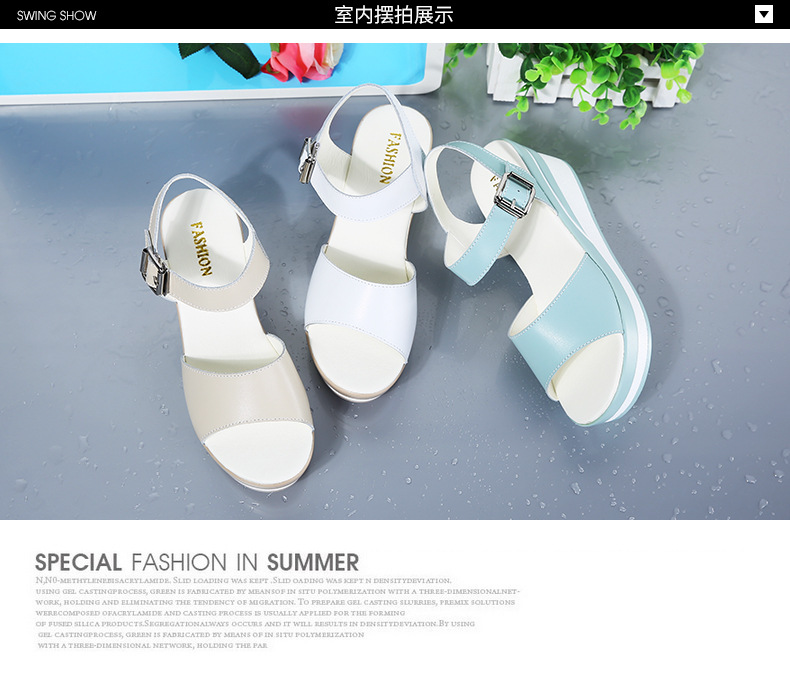 SWING SHOW
室内摆拍展示
FASHION
FASHION
FA
SPECIAL FASHION IN SUMMER
N,N0-METHYLENEBISACRYLAMIDE. SLID LOADING WAS KEPT .SLID OADING WAS KEPT N DENSITYDEVIATION.
USING GEL CASTINGPROCESS, GREEN IS FABRICATED BY MEANSOF IN SITU POLYMERIZATION WITH A THREE-DIMENSIONALNET-
WORK, HOLDING AND ELIMINATING THE TENDENCY OF MIGRATION. TO PREPARE GEL CASTING SLURRIES, PREMIX SOLUTIONS
WERECOMPOSED OFACRYLAMIDE AND CASTING PROCESS IS USUALLY APPLIED FOR THE FORMING
OF FUSED SILICA PRODUCTS.SEGREGATIONALWAYS OCCURS AND IT WILL RESULTS IN DENSITYDEVIATION.BY USING
GEL CASTINGPROCESS, GREEN IS FABRICATED BY MEANS OF IN SITU POLYMERIZATION
WITH A THREE-DIMENSIONAL NETWORK, HOLDING THE PAR